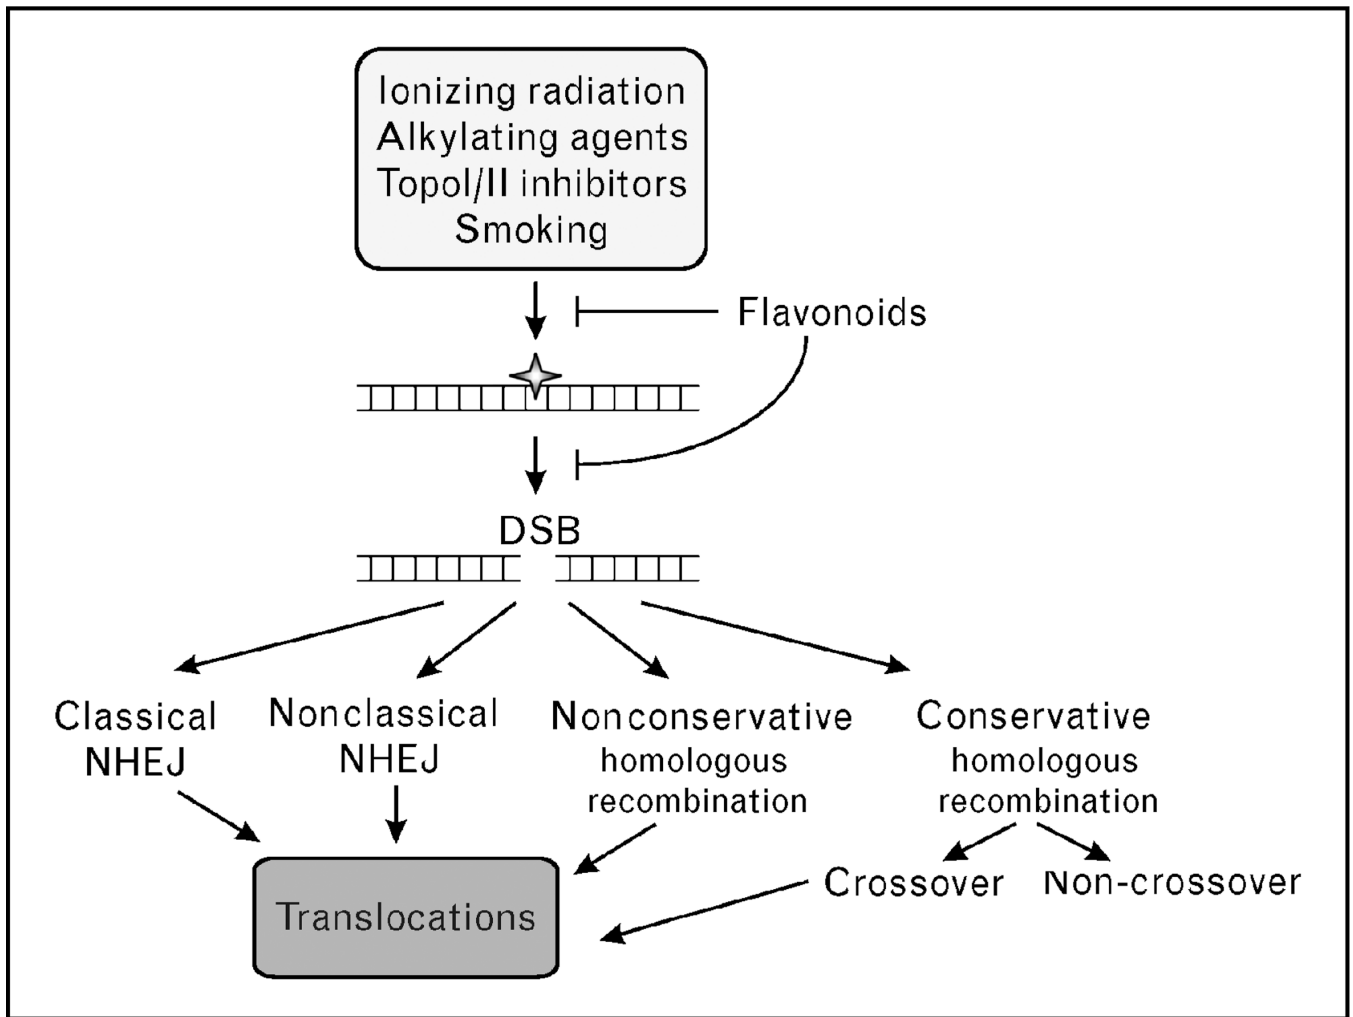 Ionizing radiation
Alkylating agents
TopoI/II inhibitors
Smoking
Flavonoids
DSB
Classical
NHEJ
Nonclassical
NHEJ
Nonconservative
homologous
recombination
Conservative
homologous
recombination
Crossover
Non-crossover
Translocations